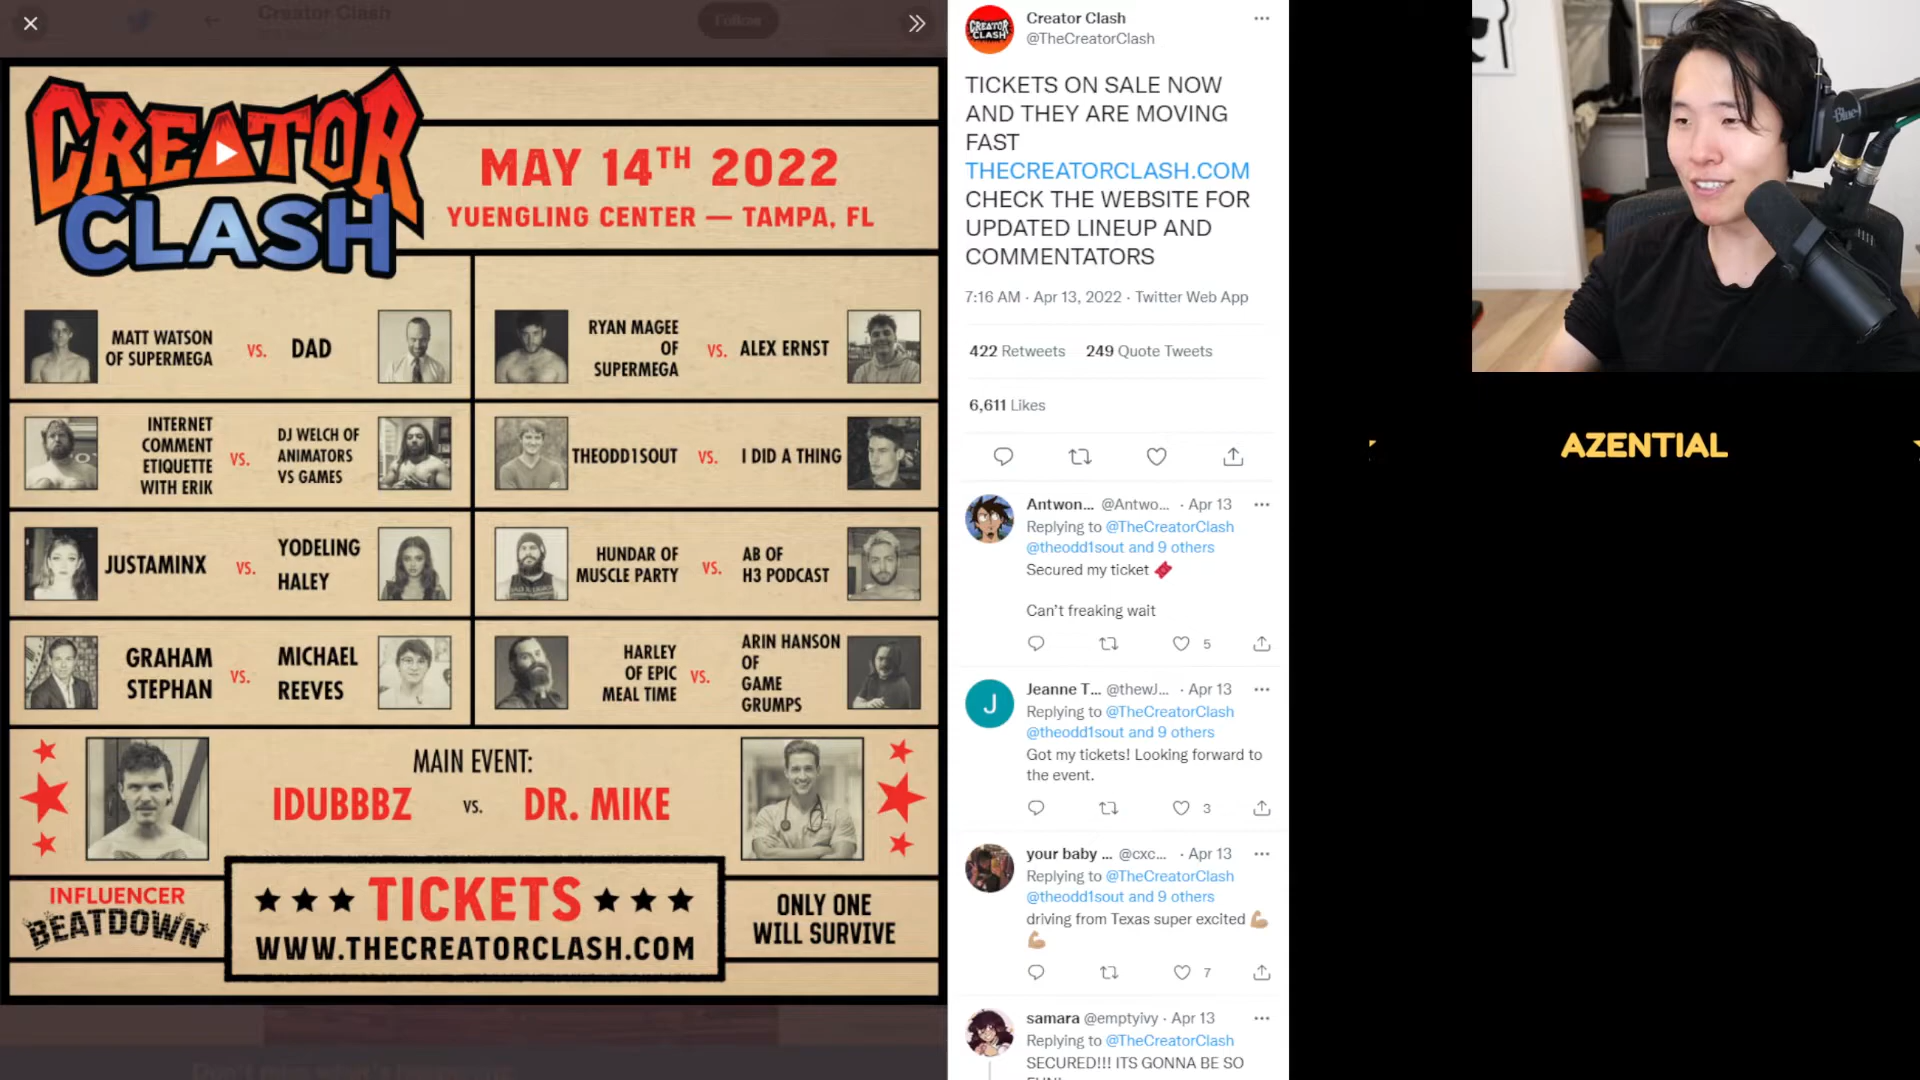 Creator Clash
Follow
CREATOR
CLASH
MAY 14TH 2022
YUENGLING CENTER — TAMPA, FL
MATT WATSON
OF SUPERMEGA
VS.
DAD
RYAN MAGEE
OF
SUPERMEGA
VS.
ALEX ERNST
INTERNET
COMMENT
ETIQUETTE
WITH ERIK
VS.
DJ WELCH OF
ANIMATORS
VS GAMES
THEODD1SOUT
VS.
I DID A THING
JUSTAMINX
VS.
YODELING
HALEY
HUNDAR OF
MUSCLE PARTY
VS.
AB OF
H3 PODCAST
GRAHAM
STEPHAN
VS.
MICHAEL
REEVES
HARLEY
OF EPIC
MEAL TIME
VS.
ARIN HANSON
OF
GAME
GRUMPS
MAIN EVENT:
IDUBBBZ
VS.
DR. MIKE
INFLUENCER
BEATDOWN
TICKETS
WWW.THECREATORCLASH.COM
ONLY ONE
WILL SURVIVE
CREATOR
CLASH
Creator Clash
@TheCreatorClash
TICKETS ON SALE NOW
AND THEY ARE MOVING
FAST
THECREATORCLASH.COM
CHECK THE WEBSITE FOR
UPDATED LINEUP AND
COMMENTATORS
7:16 AM · Apr 13, 2022 · Twitter Web App
422 Retweets 249 Quote Tweets
6,611 Likes
Antwon... @Antwo... · Apr 13
Replying to @TheCreatorClash
@theodd1sout and 9 others
Secured my ticket
Can't freaking wait
5
J
Jeanne T... @thewJ... · Apr 13
Replying to @TheCreatorClash
@theodd1sout and 9 others
Got my tickets! Looking forward to
the event.
3
your baby ... @cxc... · Apr 13
Replying to @TheCreatorClash
@theodd1sout and 9 others
driving from Texas super excited
7
samara @emptyivy · Apr 13
Replying to @TheCreatorClash
SECURED!!! ITS GONNA BE SO
FUN!
Blue
AZENTIAL